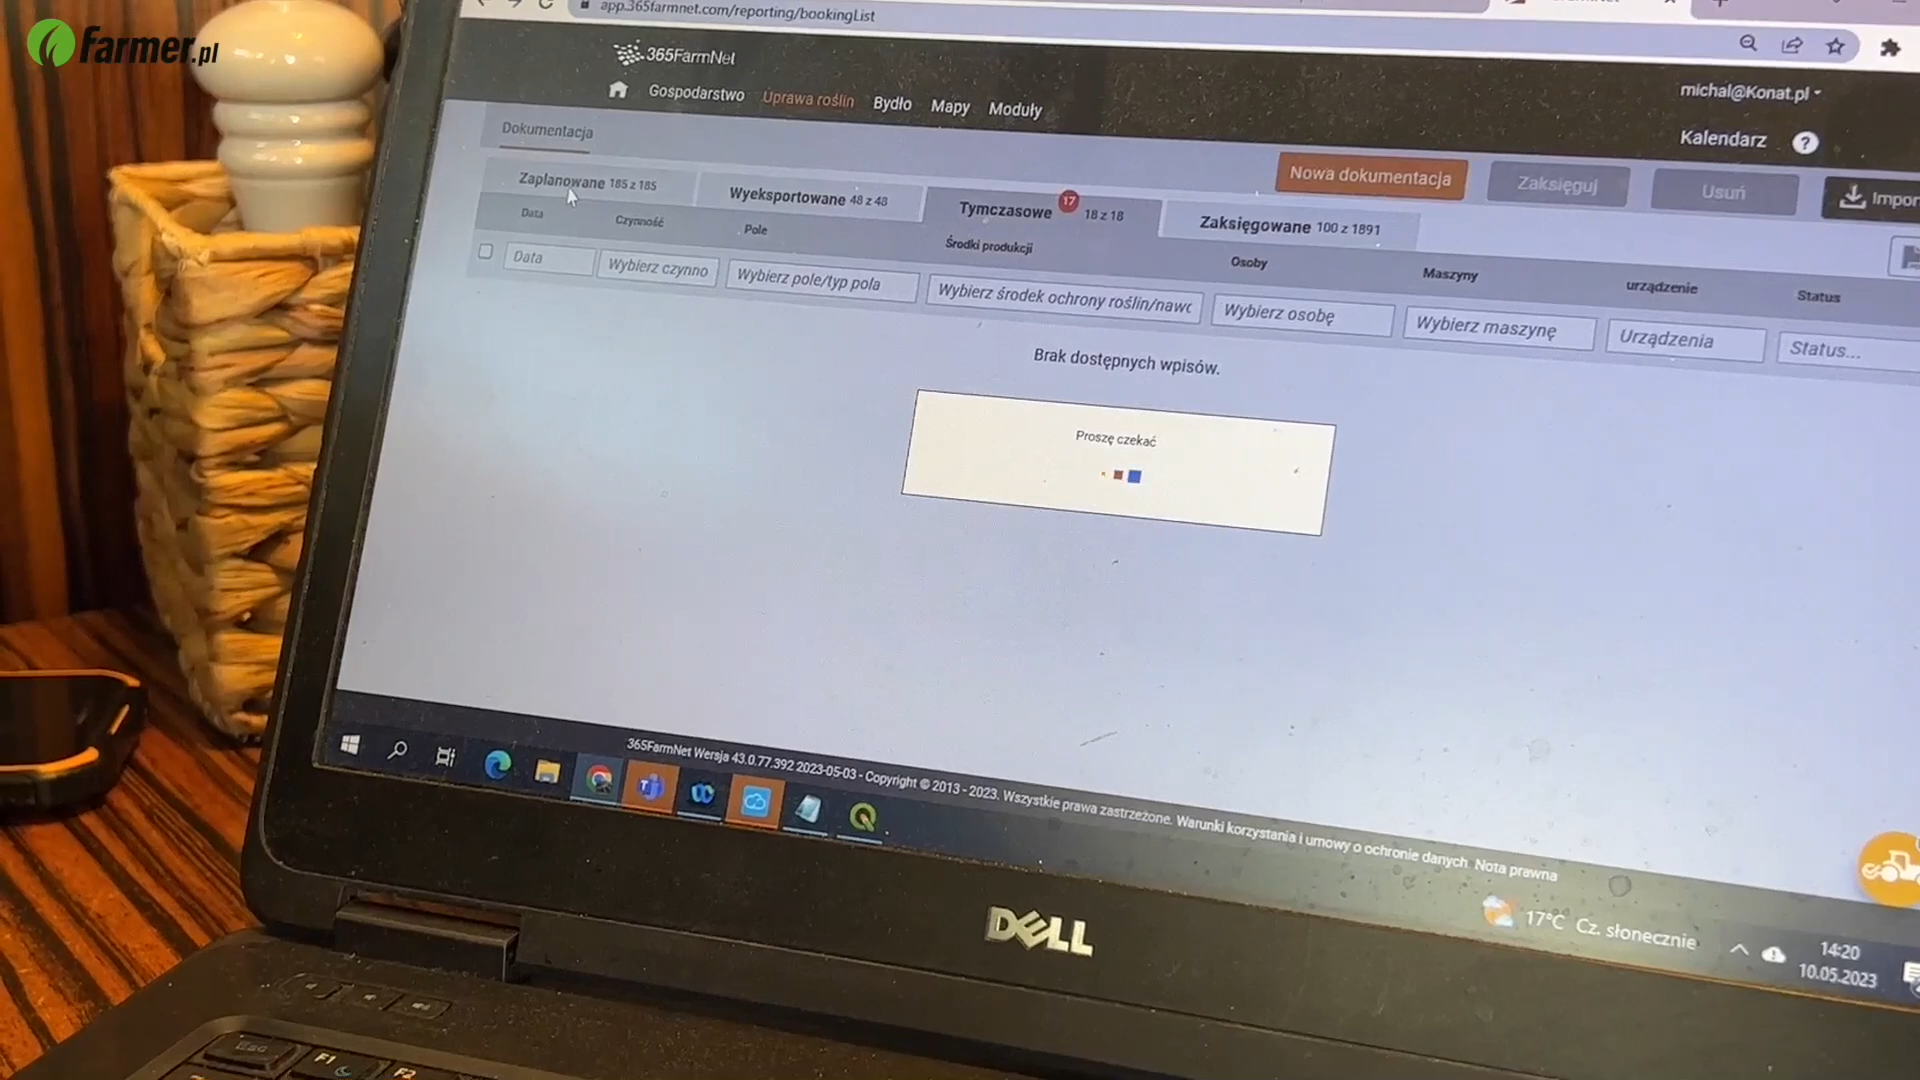 farmer.pl
app.365farmnet.com/reporting/bookingList
365FarmNet
michal@Konat.pl
Gospodarstwo Uprawa roślin Bydło Mapy Moduły
Kalendarz ?
Dokumentacja
Nowa dokumentacja Zaksięguj Usuń
Zaplanowane 185 z 185 Wyeksportowane 48 z 48 Tymczasowe 17 18 z 18 Zaksięgowane 100 z 1891
Data Czynność Pole Środki produkcji Osoby Maszyny urządzenie Status
Data Wybierz czynno Wybierz pole/typ pola Wybierz środek ochrony roślin/nawc Wybierz osobę Wybierz maszynę Urządzenia Status...
Brak dostępnych wpisów.
Proszę czekać
365FarmNet Wersja 43.0.77.392 2023-05-03 - Copyright © 2013 - 2023. Wszystkie prawa zastrzeżone. Warunki korzystania i umowy o ochronie danych Nota prawna
17°C Cz. słonecznie
14:20
10.05.2023
DELL
Esc F1 F2